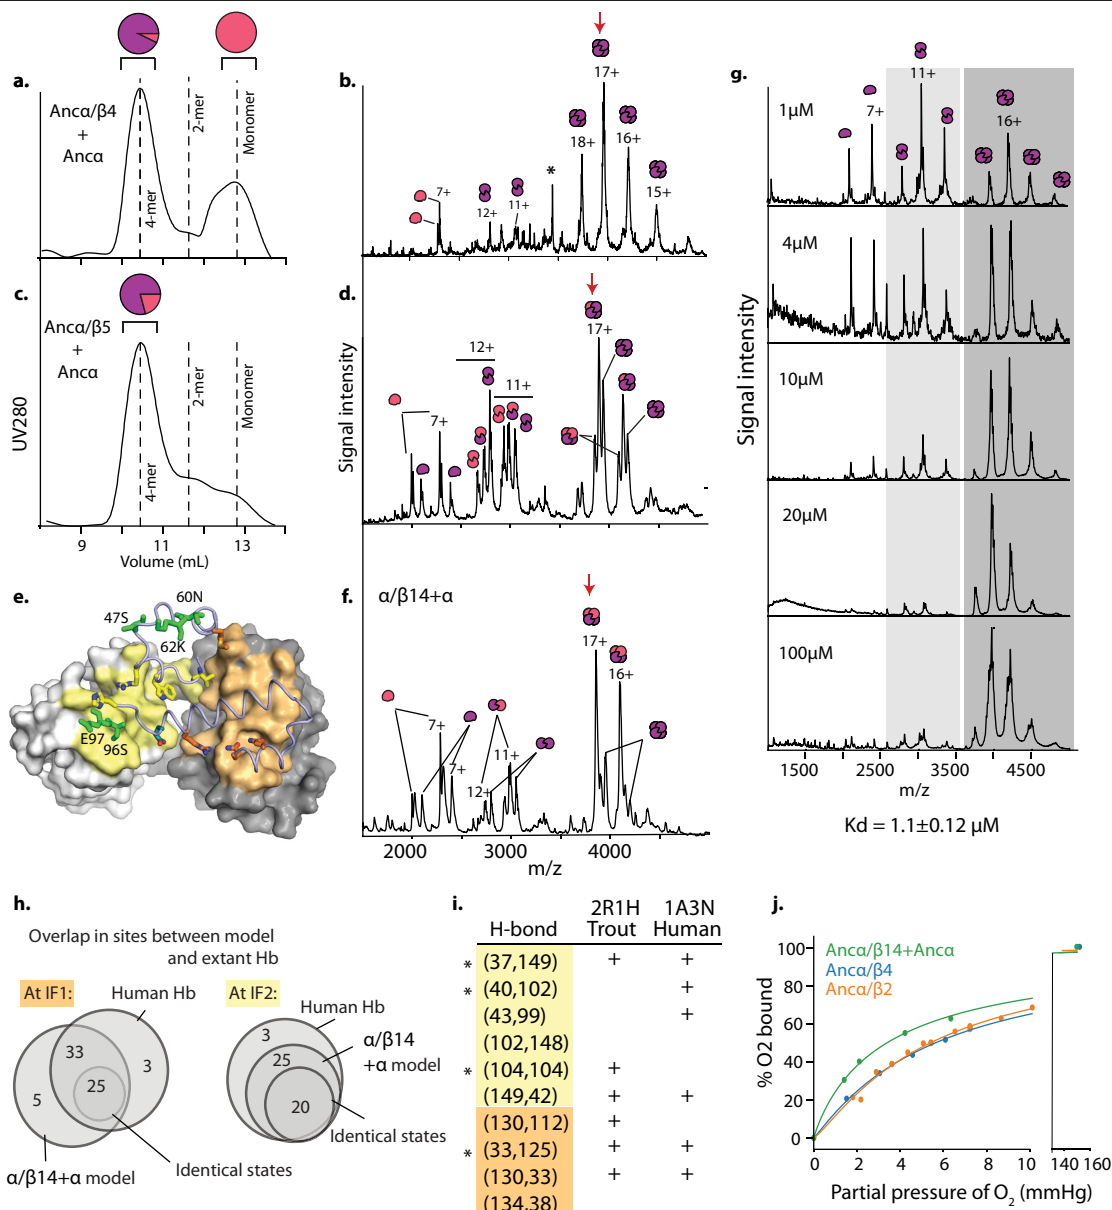 a.
Ancα/β4
+
Ancα
4-mer
2-mer
Monomer
b.
7+
12+
11+
*
18+
17+
16+
15+
c.
Ancα/β5
+
Ancα
4-mer
2-mer
Monomer
UV280
9
11
13
Volume (mL)
d.
Signal intensity
7+
12+
11+
17+
16+
e.
47S
60N
62K
E97
96S
f.
α/β14+α
7+
7+
12+
11+
17+
16+
2000
3000
4000
m/z
g.
Signal intensity
1μM
7+
11+
16+
4μM
10μM
20μM
100μM
1500
2500
3500
4500
m/z
Kd = 1.1±0.12 μM
h.
Overlap in sites between model
and extant Hb
At IF1:
Human Hb
33
3
25
5
Identical states
α/β14+α model
At IF2:
Human Hb
3
25
α/β14
+α model
20
Identical states
i.
2R1H 1A3N
H-bond Trout Human
* (37,149) + +
* (40,102) +
(43,99) +
(102,148)
* (104,104) +
(149,42) + +
(130,112) +
* (33,125) + +
(130,33) + +
(134,38)
j.
% O2 bound
100
80
60
40
20
0
Ancα/β14+Ancα
Ancα/β4
Ancα/β2
0 2 4 6 8 10 140 160
Partial pressure of O₂ (mmHg)